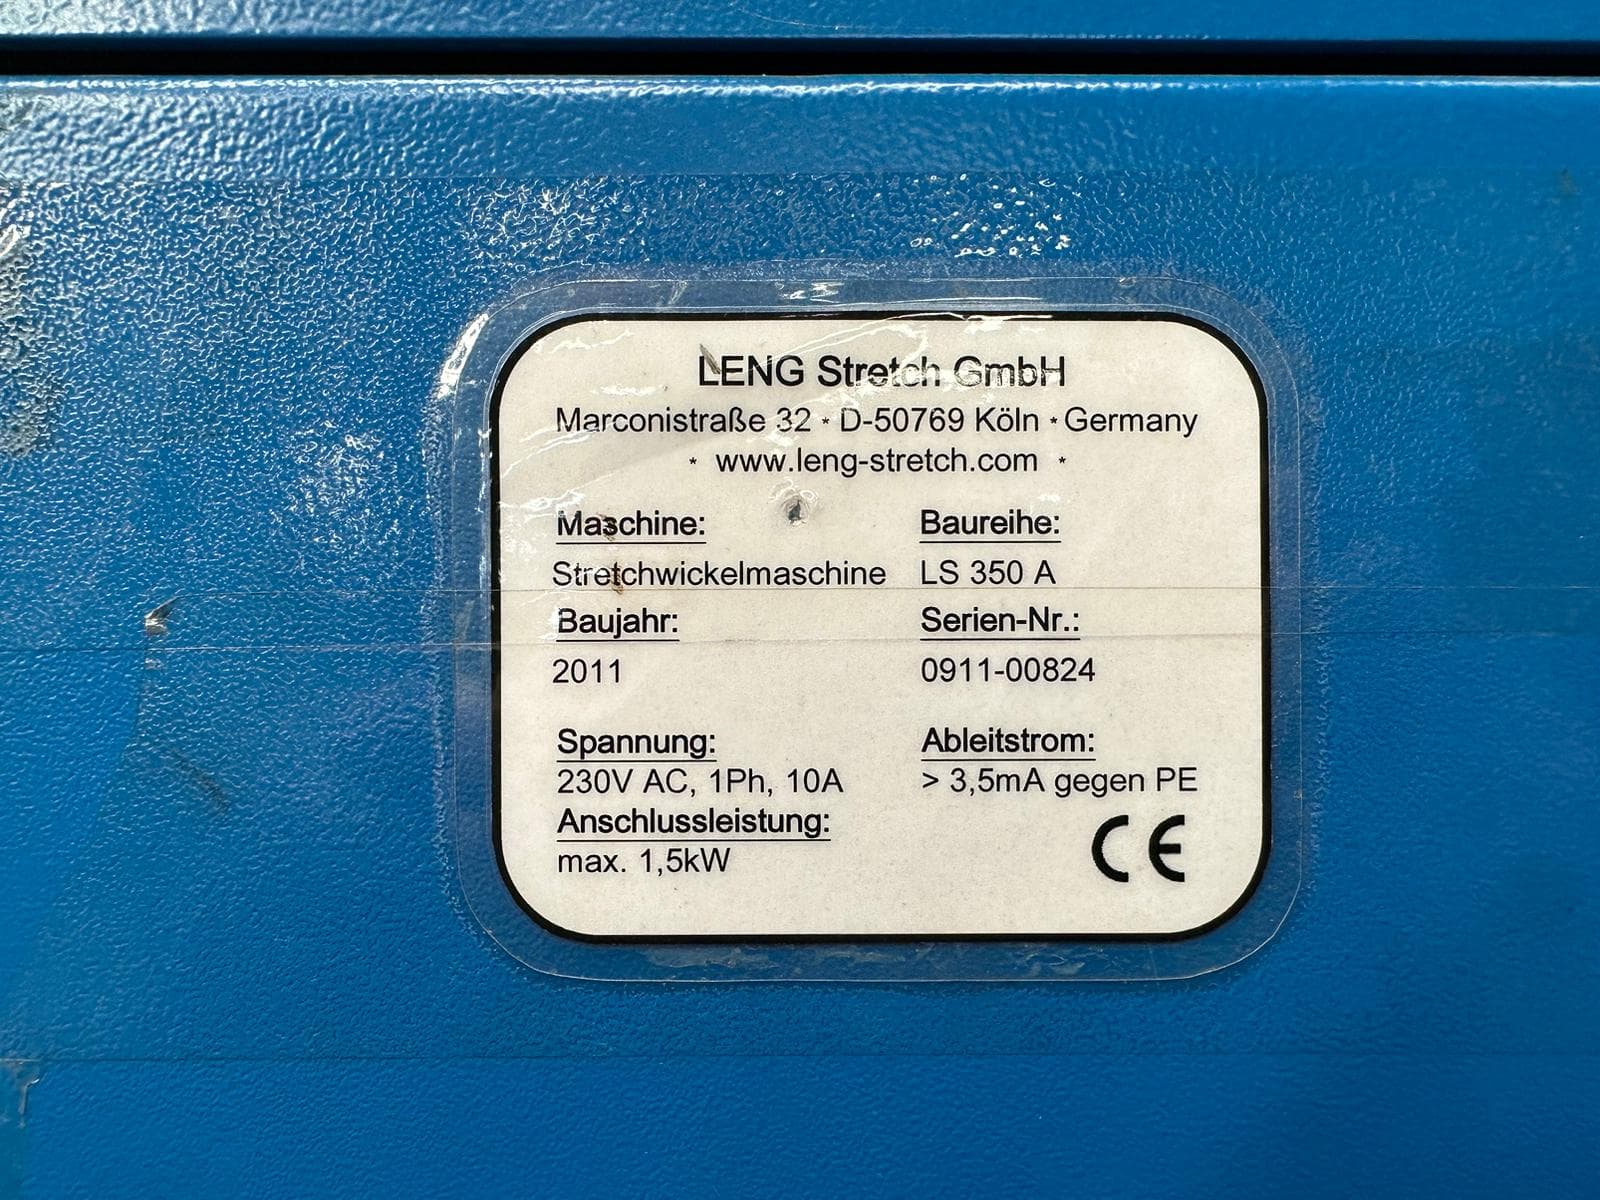 LENG Stretch GmbH
Marconistraße 32 * D-50769 Köln * Germany
* www.leng-stretch.com *
Maschine: Baureihe:
Stretchwickelmaschine LS 350 A
Baujahr: Serien-Nr.:
2011 0911-00824
Spannung: Ableitstrom:
230V AC, 1Ph, 10A > 3,5mA gegen PE
Anschlussleistung:
max. 1,5kW
CE